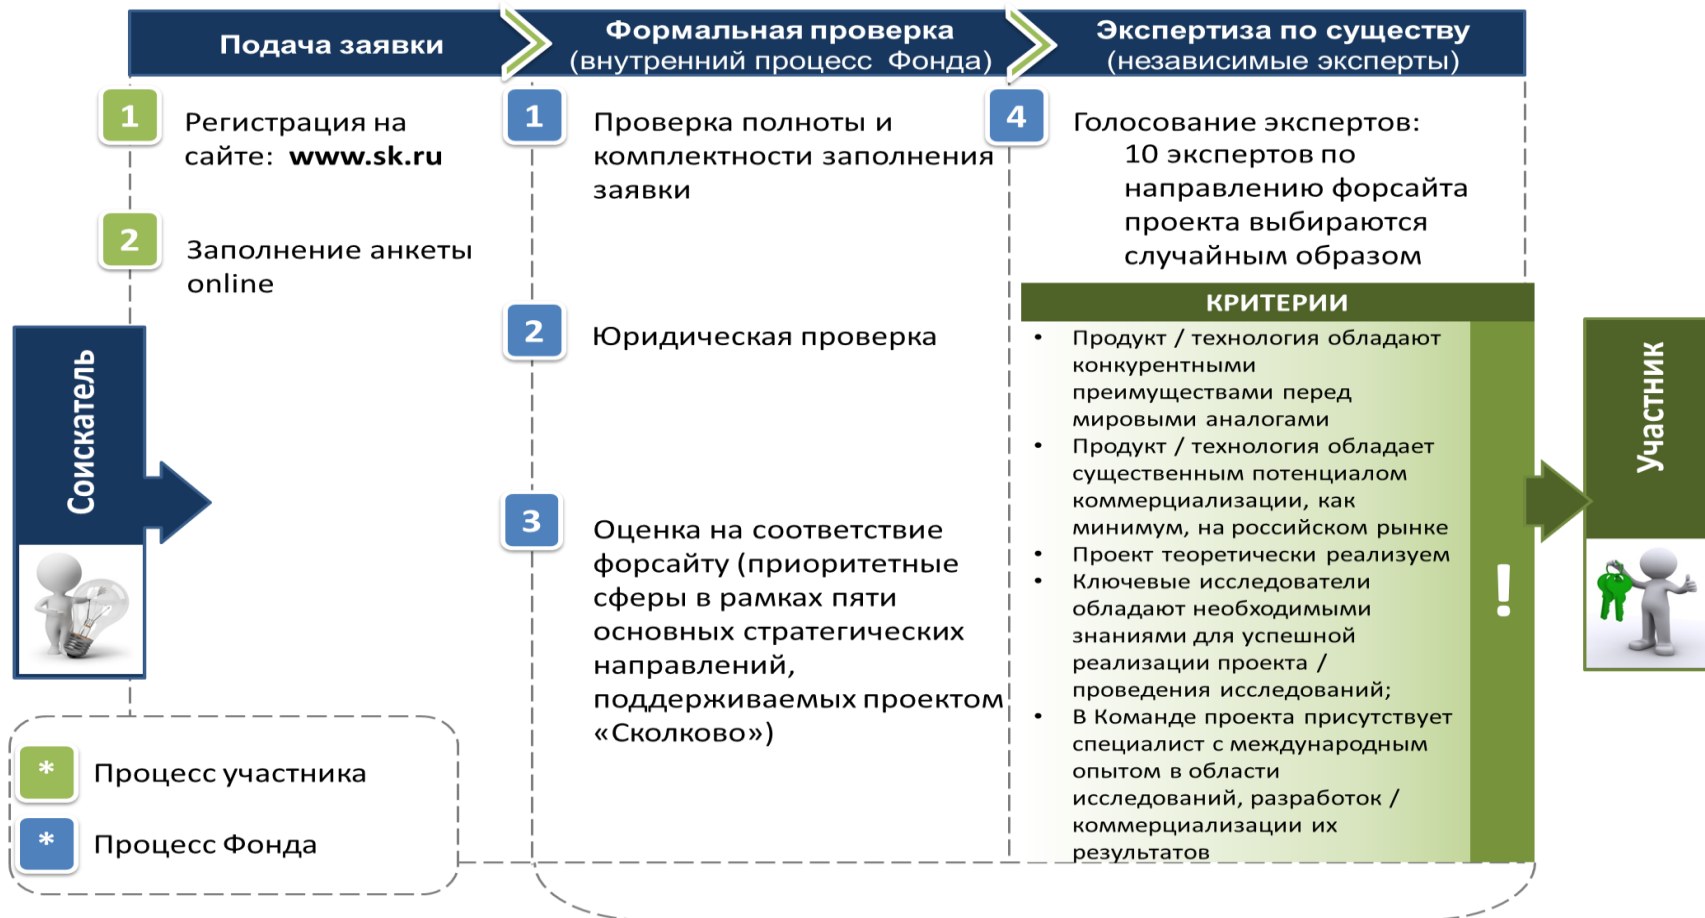 Подача заявки
Формальная проверка
(внутренний процесс Фонда)
Экспертиза по существу
(независимые эксперты)
1
Регистрация на
сайте: www.sk.ru
2
Заполнение анкеты
online
1
Проверка полноты и
комплектности заполнения
заявки
2
Юридическая проверка
3
Оценка на соответствие
форсайту (приоритетные
сферы в рамках пяти
основных стратегических
направлений,
поддерживаемых проектом
«Сколково»)
4
Голосование экспертов:
10 экспертов по
направлению форсайта
проекта выбираются
случайным образом
КРИТЕРИИ
• Продукт / технология обладают
конкурентными
преимуществами перед
мировыми аналогами
• Продукт / технология обладает
существенным потенциалом
коммерциализации, как
минимум, на российском рынке
• Проект теоретически реализуем
• Ключевые исследователи
обладают необходимыми
знаниями для успешной
реализации проекта /
проведения исследований;
• В Команде проекта присутствует
специалист с международным
опытом в области
исследований, разработок /
коммерциализации их
результатов
!
Соискатель
Участник
* Процесс участника
* Процесс Фонда